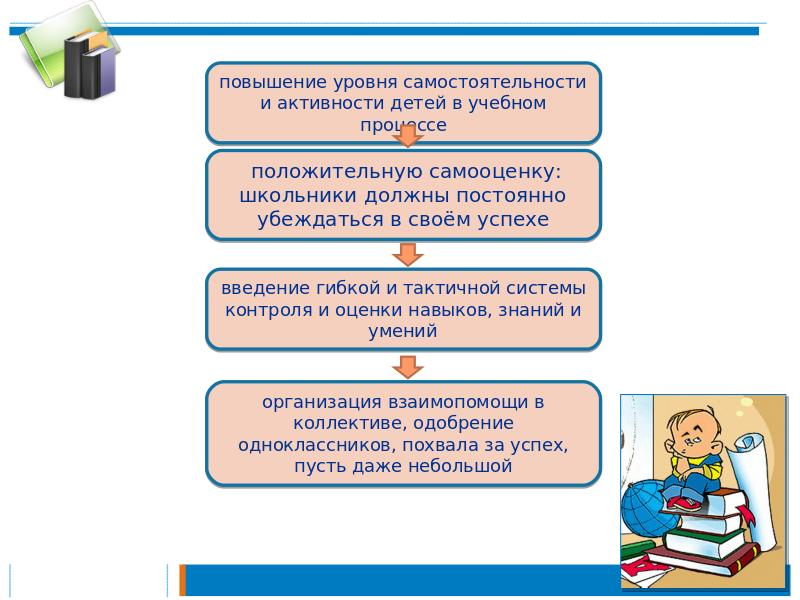 повышение уровня самостоятельности
и активности детей в учебном
процессе
положительную самооценку:
школьники должны постоянно
убеждаться в своём успехе
введение гибкой и тактичной системы
контроля и оценки навыков, знаний и
умений
организация взаимопомощи в
коллективе, одобрение
одноклассников, похвала за успех,
пусть даже небольшой